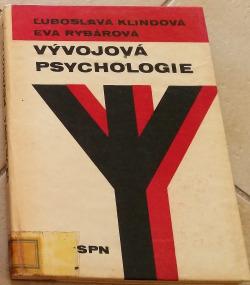 ĽUBOSLAVA KLINDOVÁ
EVA RYBÁROVÁ
VÝVOJOVÁ
PSYCHOLOGIE
SPN